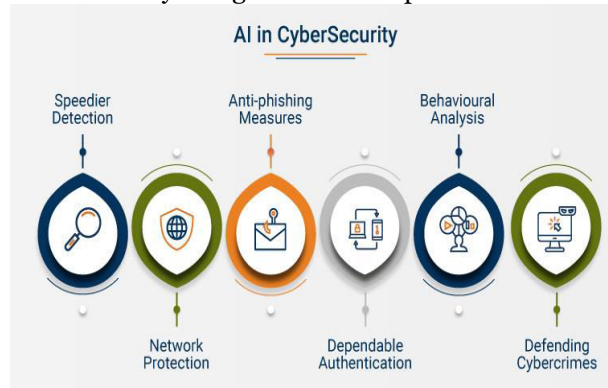 AI in CyberSecurity
Speedier
Detection
Anti-phishing
Measures
Behavioural
Analysis
Network
Protection
Dependable
Authentication
Defending
Cybercrimes